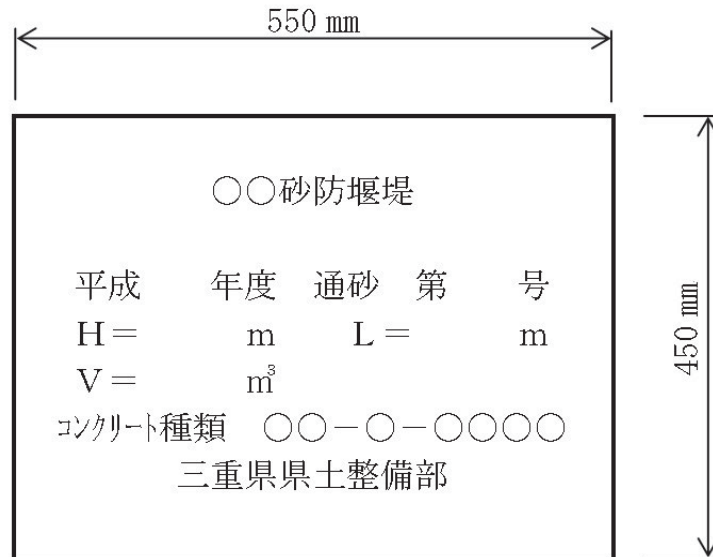 550 mm
○○砂防堰堤
平成　　年度　通砂　第　　号
H＝　　　m　　L＝　　　m
V＝　　　m³
コンクリート種類　○○－○－○○○○
三重県県土整備部
450 mm